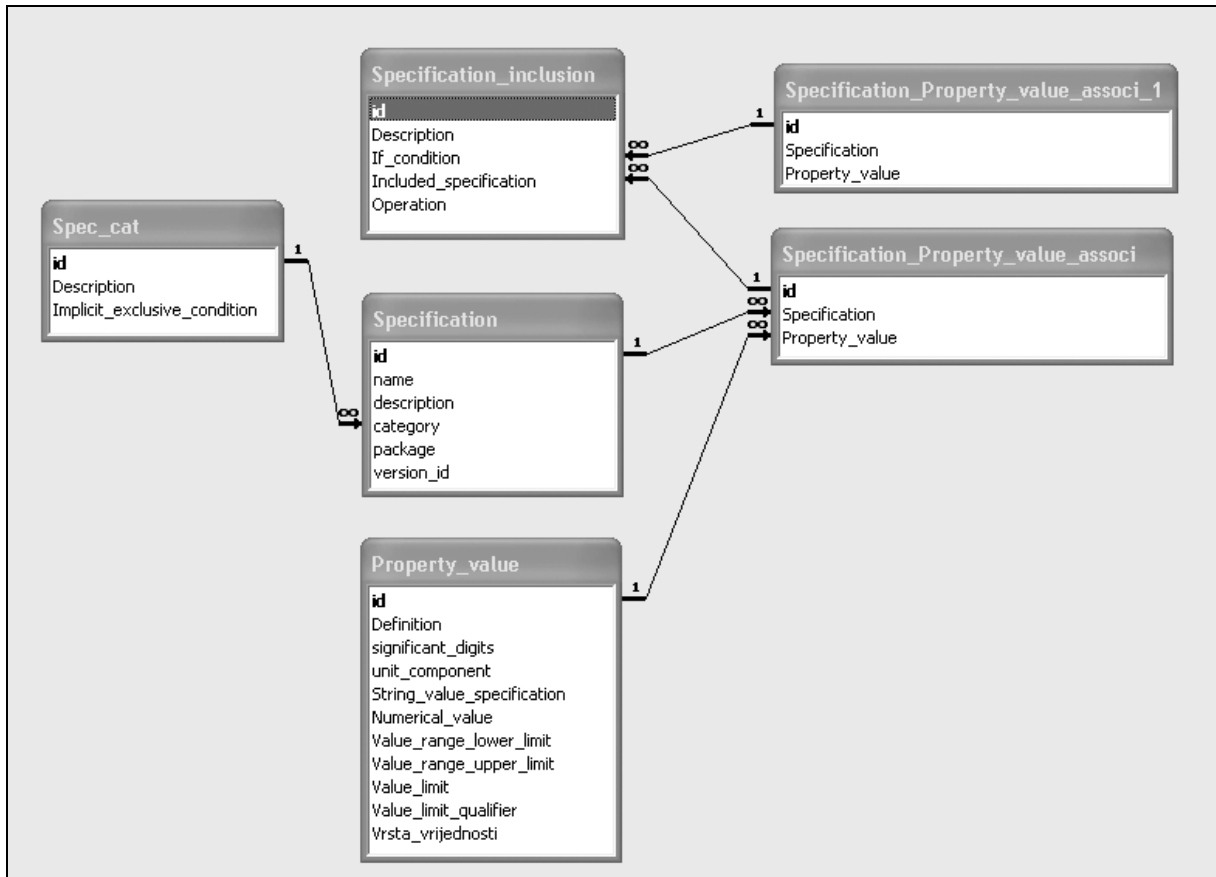 Specification_inclusion
id
Description
If_condition
Included_specification
Operation
Specification_Property_value_associ_1
id
Specification
Property_value
1
∞
∞
Spec_cat
id
Description
Implicit_exclusive_condition
1
∞
Specification
id
name
description
category
package
version_id
1
Specification_Property_value_associ
id
Specification
Property_value
1
∞
∞
Property_value
id
Definition
significant_digits
unit_component
String_value_specification
Numerical_value
Value_range_lower_limit
Value_range_upper_limit
Value_limit
Value_limit_qualifier
Vrsta_vrijednosti
1